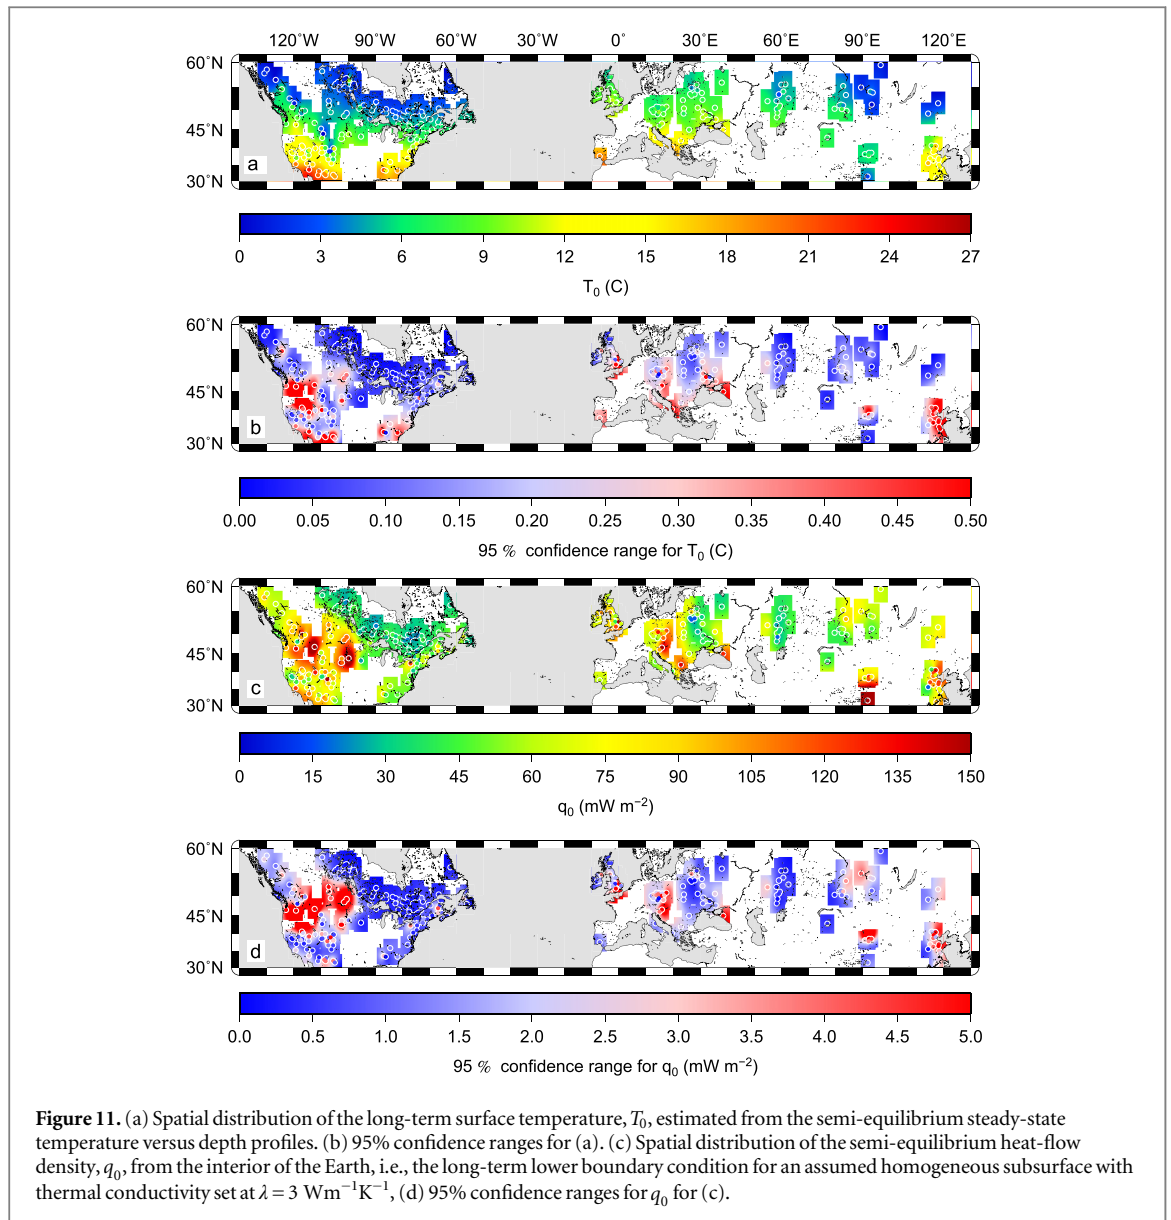 120°W 90°W 60°W 30°W 0° 30°E 60°E 90°E 120°E
60°N
45°N
30°N
a
0 3 6 9 12 15 18 21 24 27
T₀ (C)
60°N
45°N
30°N
b
0.00 0.05 0.10 0.15 0.20 0.25 0.30 0.35 0.40 0.45 0.50
95 % confidence range for T₀ (C)
60°N
45°N
30°N
c
0 15 30 45 60 75 90 105 120 135 150
q₀ (mW m⁻²)
60°N
45°N
30°N
d
0.0 0.5 1.0 1.5 2.0 2.5 3.0 3.5 4.0 4.5 5.0
95 % confidence range for q₀ (mW m⁻²)
Figure 11. (a) Spatial distribution of the long-term surface temperature, T₀, estimated from the semi-equilibrium steady-state
temperature versus depth profiles. (b) 95% confidence ranges for (a). (c) Spatial distribution of the semi-equilibrium heat-flow
density, q₀, from the interior of the Earth, i.e., the long-term lower boundary condition for an assumed homogeneous subsurface with
thermal conductivity set at λ = 3 Wm⁻¹K⁻¹, (d) 95% confidence ranges for q₀ for (c).